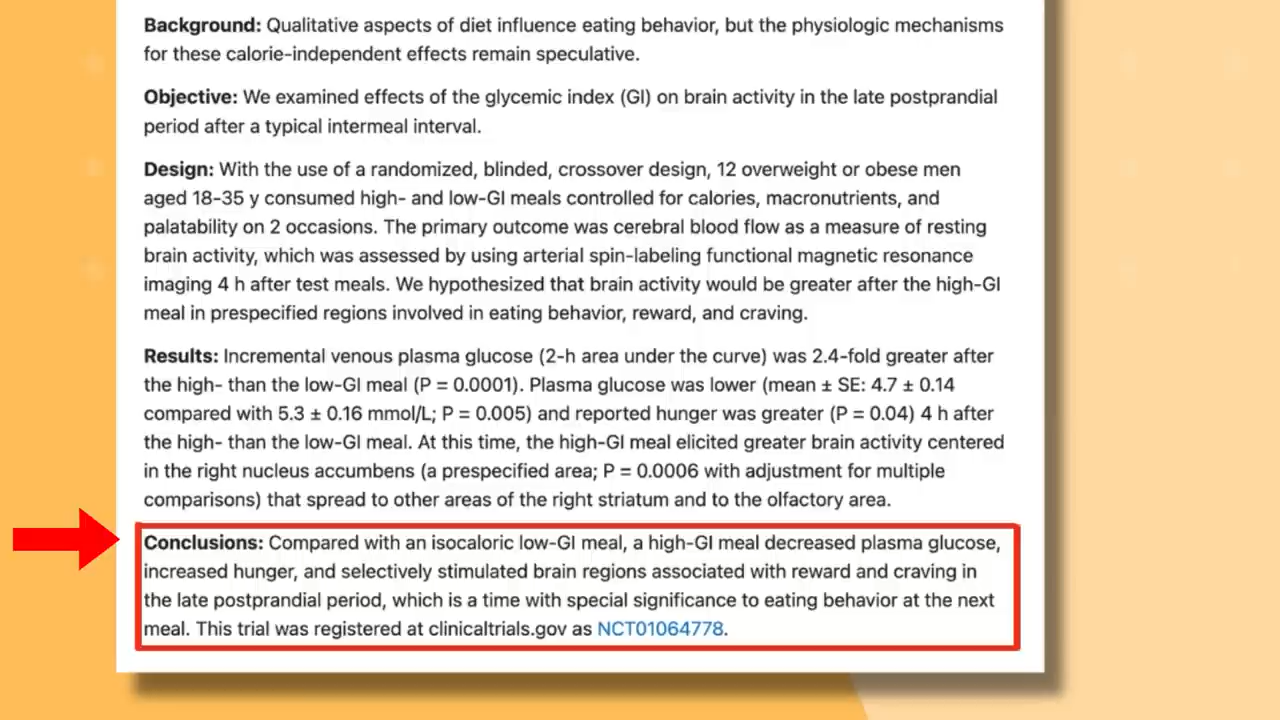 Background: Qualitative aspects of diet influence eating behavior, but the physiologic mechanisms
for these calorie-independent effects remain speculative.
Objective: We examined effects of the glycemic index (GI) on brain activity in the late postprandial
period after a typical intermeal interval.
Design: With the use of a randomized, blinded, crossover design, 12 overweight or obese men
aged 18-35 y consumed high- and low-GI meals controlled for calories, macronutrients, and
palatability on 2 occasions. The primary outcome was cerebral blood flow as a measure of resting
brain activity, which was assessed by using arterial spin-labeling functional magnetic resonance
imaging 4 h after test meals. We hypothesized that brain activity would be greater after the high-GI
meal in prespecified regions involved in eating behavior, reward, and craving.
Results: Incremental venous plasma glucose (2-h area under the curve) was 2.4-fold greater after
the high- than the low-GI meal (P = 0.0001). Plasma glucose was lower (mean ± SE: 4.7 ± 0.14
compared with 5.3 ± 0.16 mmol/L; P = 0.005) and reported hunger was greater (P = 0.04) 4 h after
the high- than the low-GI meal. At this time, the high-GI meal elicited greater brain activity centered
in the right nucleus accumbens (a prespecified area; P = 0.0006 with adjustment for multiple
comparisons) that spread to other areas of the right striatum and to the olfactory area.
Conclusions: Compared with an isocaloric low-GI meal, a high-GI meal decreased plasma glucose,
increased hunger, and selectively stimulated brain regions associated with reward and craving in
the late postprandial period, which is a time with special significance to eating behavior at the next
meal. This trial was registered at clinicaltrials.gov as NCT01064778.